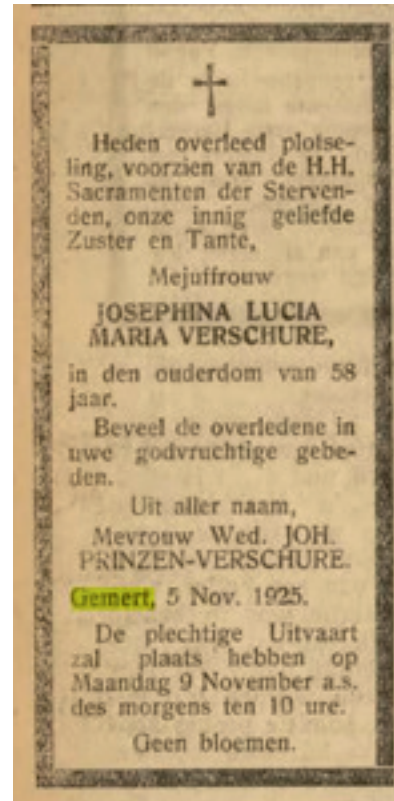 Heden overleed plotse-
ling, voorzien van de H.H.
Sacramenten der Sterven-
den, onze innig geliefde
Zuster en Tante,
Mejuffrouw
JOSEPHINA LUCIA
MARIA VERSCHURE,
in den ouderdom van 58
jaar.
Beveel de overledene in
uwe godvruchtige gebe-
den.
Uit aller naam,
Mevrouw Wed. JOH.
PRINZEN-VERSCHURE.
Gemert, 5 Nov. 1925.
De plechtige Uitvaart
zal plaats hebben op
Maandag 9 November a.s.
des morgens ten 10 ure.
Geen bloemen.